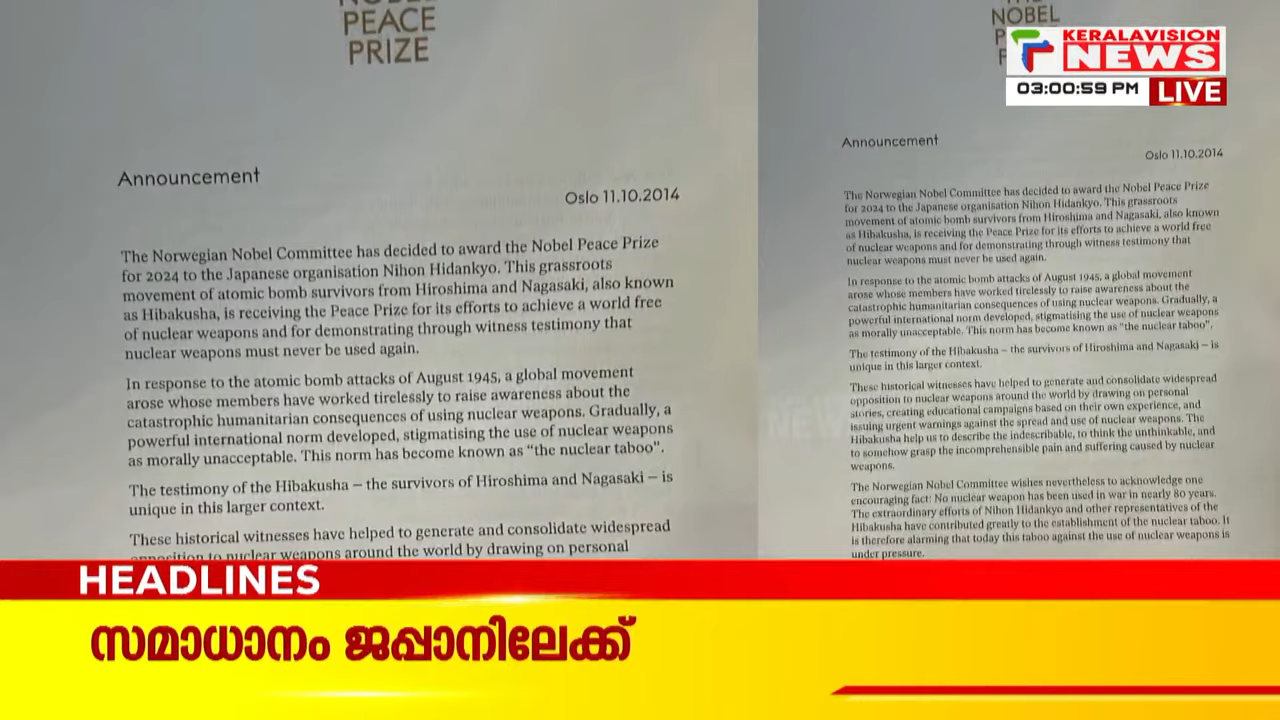 PEACE
PRIZE
Announcement
Oslo 11.10.2014
The Norwegian Nobel Committee has decided to award the Nobel Peace Prize
for 2024 to the Japanese organisation Nihon Hidankyo. This grassroots
movement of atomic bomb survivors from Hiroshima and Nagasaki, also known
as Hibakusha, is receiving the Peace Prize for its efforts to achieve a world free
of nuclear weapons and for demonstrating through witness testimony that
nuclear weapons must never be used again.
In response to the atomic bomb attacks of August 1945, a global movement
arose whose members have worked tirelessly to raise awareness about the
catastrophic humanitarian consequences of using nuclear weapons. Gradually, a
powerful international norm developed, stigmatising the use of nuclear weapons
as morally unacceptable. This norm has become known as “the nuclear taboo”.
The testimony of the Hibakusha – the survivors of Hiroshima and Nagasaki – is
unique in this larger context.
These historical witnesses have helped to generate and consolidate widespread
opposition to nuclear weapons around the world by drawing on personal
NOBEL
KERALAVISION
NEWS
03:00:59 PM LIVE
Announcement
Oslo 11.10.2014
The Norwegian Nobel Committee has decided to award the Nobel Peace Prize
for 2024 to the Japanese organisation Nihon Hidankyo. This grassroots
movement of atomic bomb survivors from Hiroshima and Nagasaki, also known
as Hibakusha, is receiving the Peace Prize for its efforts to achieve a world free
of nuclear weapons and for demonstrating through witness testimony that
nuclear weapons must never be used again.
In response to the atomic bomb attacks of August 1945, a global movement
arose whose members have worked tirelessly to raise awareness about the
catastrophic humanitarian consequences of using nuclear weapons. Gradually, a
powerful international norm developed, stigmatising the use of nuclear weapons
as morally unacceptable. This norm has become known as “the nuclear taboo”.
The testimony of the Hibakusha – the survivors of Hiroshima and Nagasaki – is
unique in this larger context.
These historical witnesses have helped to generate and consolidate widespread
opposition to nuclear weapons around the world by drawing on personal
stories, creating educational campaigns based on their own experience, and
issuing urgent warnings against the spread and use of nuclear weapons. The
Hibakusha help us to describe the indescribable, to think the unthinkable, and
to somehow grasp the incomprehensible pain and suffering caused by nuclear
weapons.
The Norwegian Nobel Committee wishes nevertheless to acknowledge one
encouraging fact: No nuclear weapon has been used in war in nearly 80 years.
The extraordinary efforts of Nihon Hidankyo and other representatives of the
Hibakusha have contributed greatly to the establishment of the nuclear taboo. It
is therefore alarming that today this taboo against the use of nuclear weapons is
under pressure.
HEADLINES
സമാധാനം ജപ്പാനിലേക്ക്